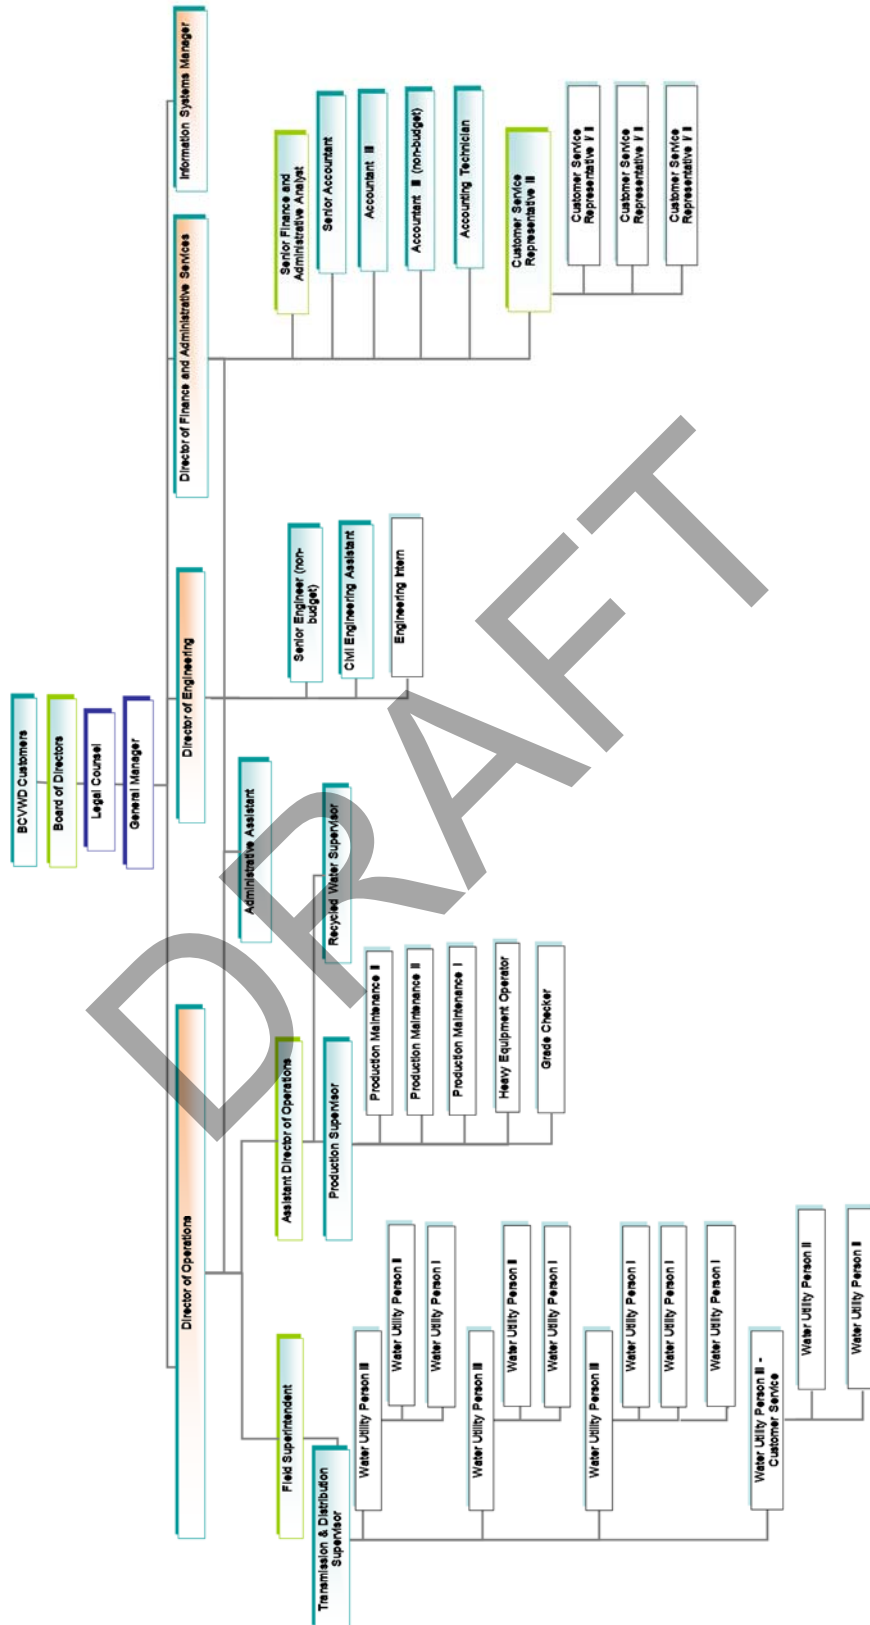 BCVWD Customers
Board of Directors
Legal Counsel
General Manager
Director of Operations
Director of Engineering
Director of Finance and Administrative Services
Information Systems Manager
Administrative Assistant
Field Superintendent
Transmission & Distribution
Supervisor
Water Utility Person III
Water Utility Person II
Water Utility Person I
Water Utility Person III
Water Utility Person II
Water Utility Person I
Water Utility Person III
Water Utility Person I
Water Utility Person I
Water Utility Person I
Water Utility Person III -
Customer Service
Water Utility Person II
Water Utility Person II
Assistant Director of Operations
Production Supervisor
Recycled Water Supervisor
Production Maintenance II
Production Maintenance II
Production Maintenance I
Heavy Equipment Operator
Grade Checker
Senior Engineer (non-
budget)
Civil Engineering Assistant
Engineering Intern
Senior Finance and
Administrative Analyst
Senior Accountant
Accountant III
Accountant II (non-budget)
Accounting Technician
Customer Service
Representative III
Customer Service
Representative I/ II
Customer Service
Representative I/ II
Customer Service
Representative I/ II
DRAFT